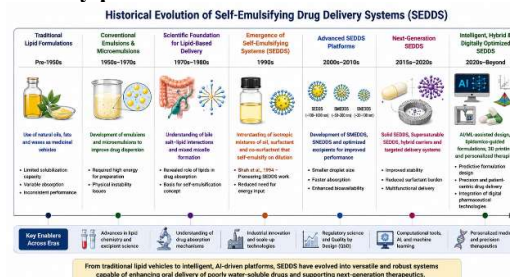 Historical Evolution of Self-Emulsifying Drug Delivery Systems (SEDDS)
Traditional
Lipid Formulations
Pre-1950s
Use of natural oils, fats
and waxes as medicinal
vehicles
• Limited solubilization
capacity
• Variable absorption
• Inconsistent performance
Conventional
Emulsions &
Microemulsions
1950s–1970s
Development of emulsions
and microemulsions to
improve drug dispersion
• Required high energy
for preparation
• Physical instability
issues
Scientific Foundation
for Lipid-Based
Delivery
1970s–1980s
Understanding of bile
salt–lipid interactions
and mixed micelle
formation
• Revealed role of lipids in
drug absorption
• Basis for self-emulsification
concept
Emergence of
Self-Emulsifying
Systems (SEDDS)
1990s
of isotropic
mixtures of oil, surfactant
and co-surfactant that
self-emulsify on dilution
• Shah et al., 1994 –
Pioneering SEDDS work
• Reduced need for
energy input
Advanced SEDDS
Platforms
2000s–2010s
SEDDS
SMEDDS
Development of SMEDDS,
SNEDDS and optimized
excipients for improved
performance
• Smaller droplet size
• Faster absorption
• Enhanced bioavailability
Next-Generation
SEDDS
2015s–2020s
Solid SEDDS, Supersaturable
SEDDS, hybrid carriers and
targeted delivery systems
• Improved stability
• Reduced surfactant burden
• Multifunctional delivery
Intelligent, Hybrid &
Digitally Optimized
SEDDS
2020s–Beyond
AI
AI/ML-assisted design,
guided
formulations, 3D printing
and personalized therapy
• Predictive formulation
design
• Precision and patient-
centric drug delivery
• Integration of digital
pharmaceutical
technologies
Key Enablers
Across Eras
Advances in lipid
chemistry and
excipient science
Understanding of
drug absorption
mechanisms
Industrial innovation
and scale-up
technologies
Regulatory science
and Quality by
Design (QbD)
Computational tools,
AI, and machine
learning
Personalized medicine
and precision
therapeutics
From traditional lipid vehicles to intelligent, AI-driven platforms, SEDDS have evolved into versatile and robust systems
capable of enhancing oral delivery of poorly water-soluble drugs and supporting next-generation therapeutics.